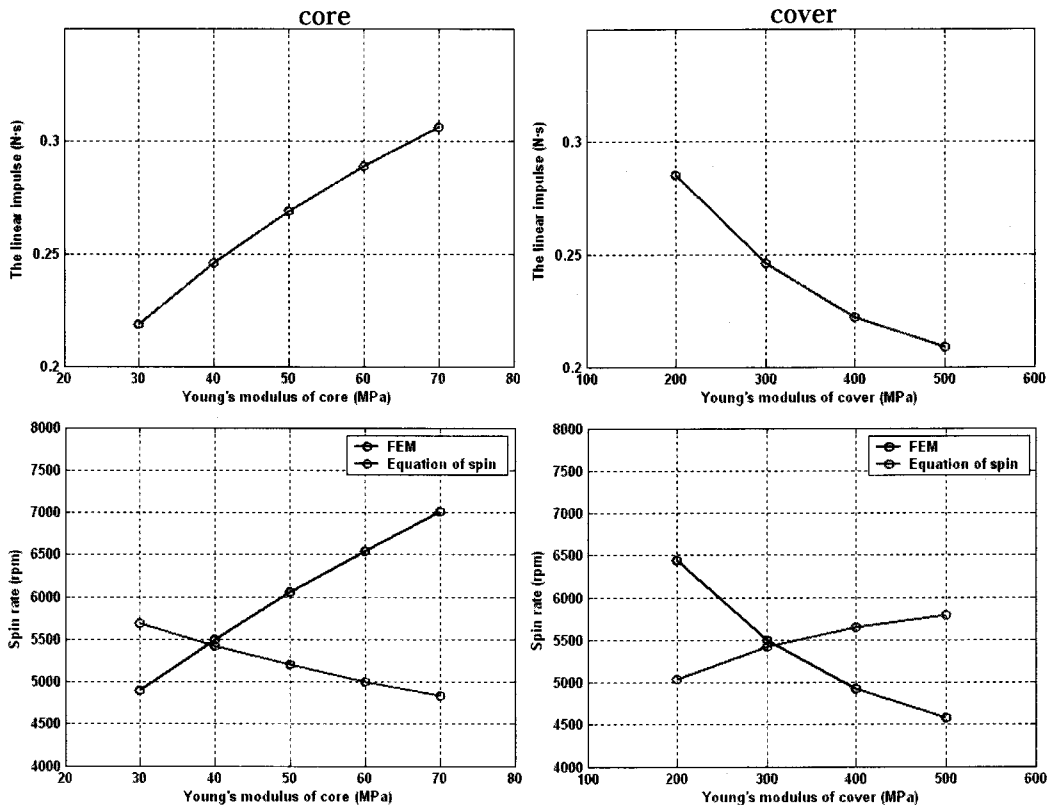 core
The linear impulse (N·s)
0.3
0.25
0.2
20 30 40 50 60 70 80
Young's modulus of core (MPa)
cover
The linear impulse (N·s)
0.3
0.25
0.2
100 200 300 400 500 600
Young's modulus of cover (MPa)
Spin rate (rpm)
8000
7500
7000
6500
6000
5500
5000
4500
4000
FEM
Equation of spin
20 30 40 50 60 70 80
Young's modulus of core (MPa)
Spin rate (rpm)
8000
7500
7000
6500
6000
5500
5000
4500
4000
FEM
Equation of spin
100 200 300 400 500 600
Young's modulus of cover (MPa)